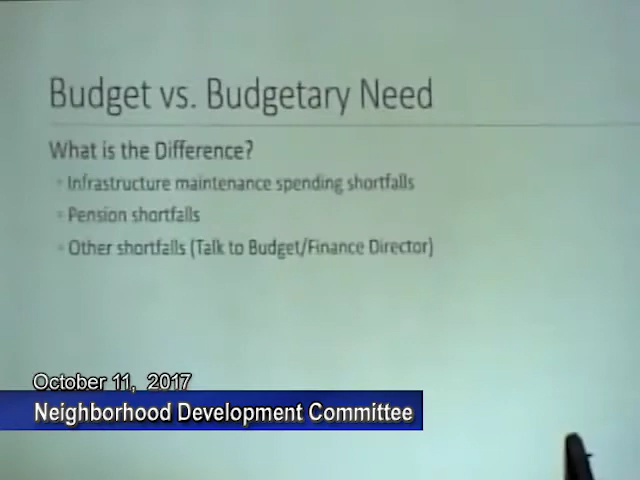 Budget vs. Budgetary Need
What is the Difference?
Infrastructure maintenance spending shortfalls
Pension shortfalls
Other shortfalls (Talk to Budget/Finance Director)
October 11, 2017
Neighborhood Development Committee